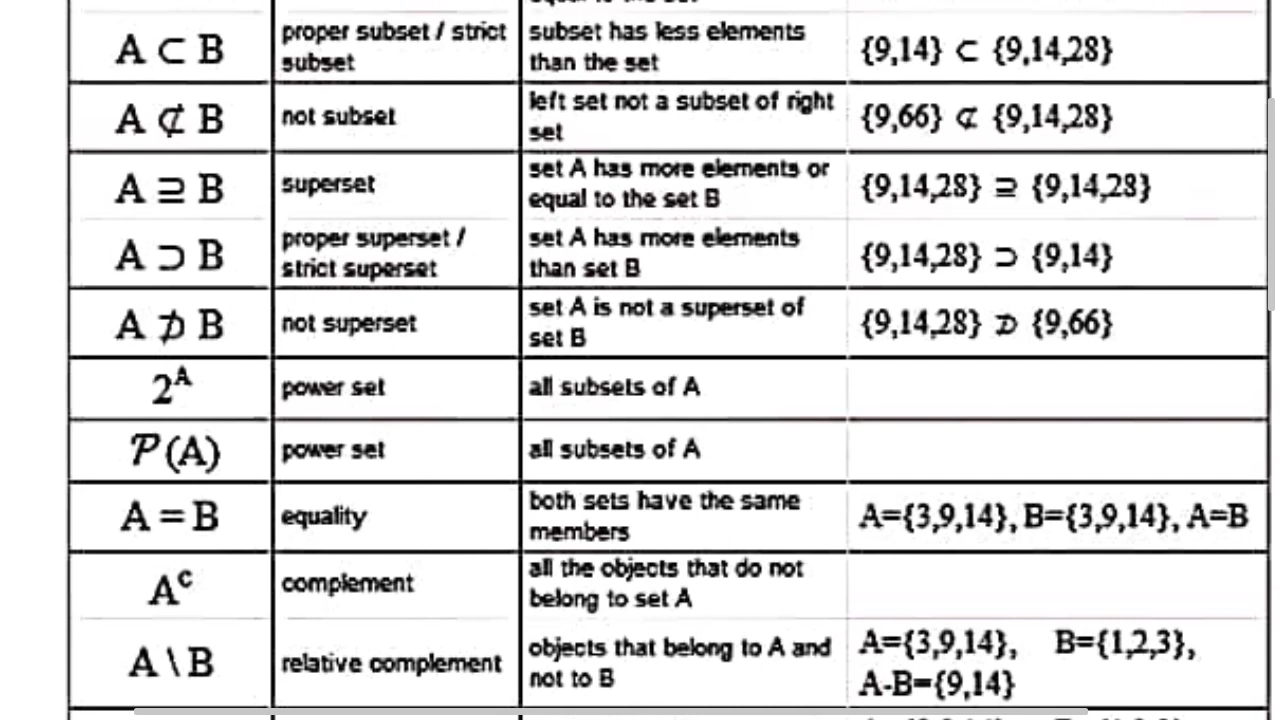 A ⊂ B
proper subset / strict
subset
subset has less elements
than the set
{9,14} ⊂ {9,14,28}
A ⊄ B
not subset
left set not a subset of right
set
{9,66} ⊄ {9,14,28}
A ⊇ B
superset
set A has more elements or
equal to the set B
{9,14,28} ⊇ {9,14,28}
A ⊃ B
proper superset /
strict superset
set A has more elements
than set B
{9,14,28} ⊃ {9,14}
A ⊅ B
not superset
set A is not a superset of
set B
{9,14,28} ⊅ {9,66}
2ᴬ
power set
all subsets of A
𝒫(A)
power set
all subsets of A
A = B
equality
both sets have the same
members
A={3,9,14}, B={3,9,14}, A=B
Aᶜ
complement
all the objects that do not
belong to set A
A \ B
relative complement
objects that belong to A and
not to B
A={3,9,14}, B={1,2,3},
A-B={9,14}